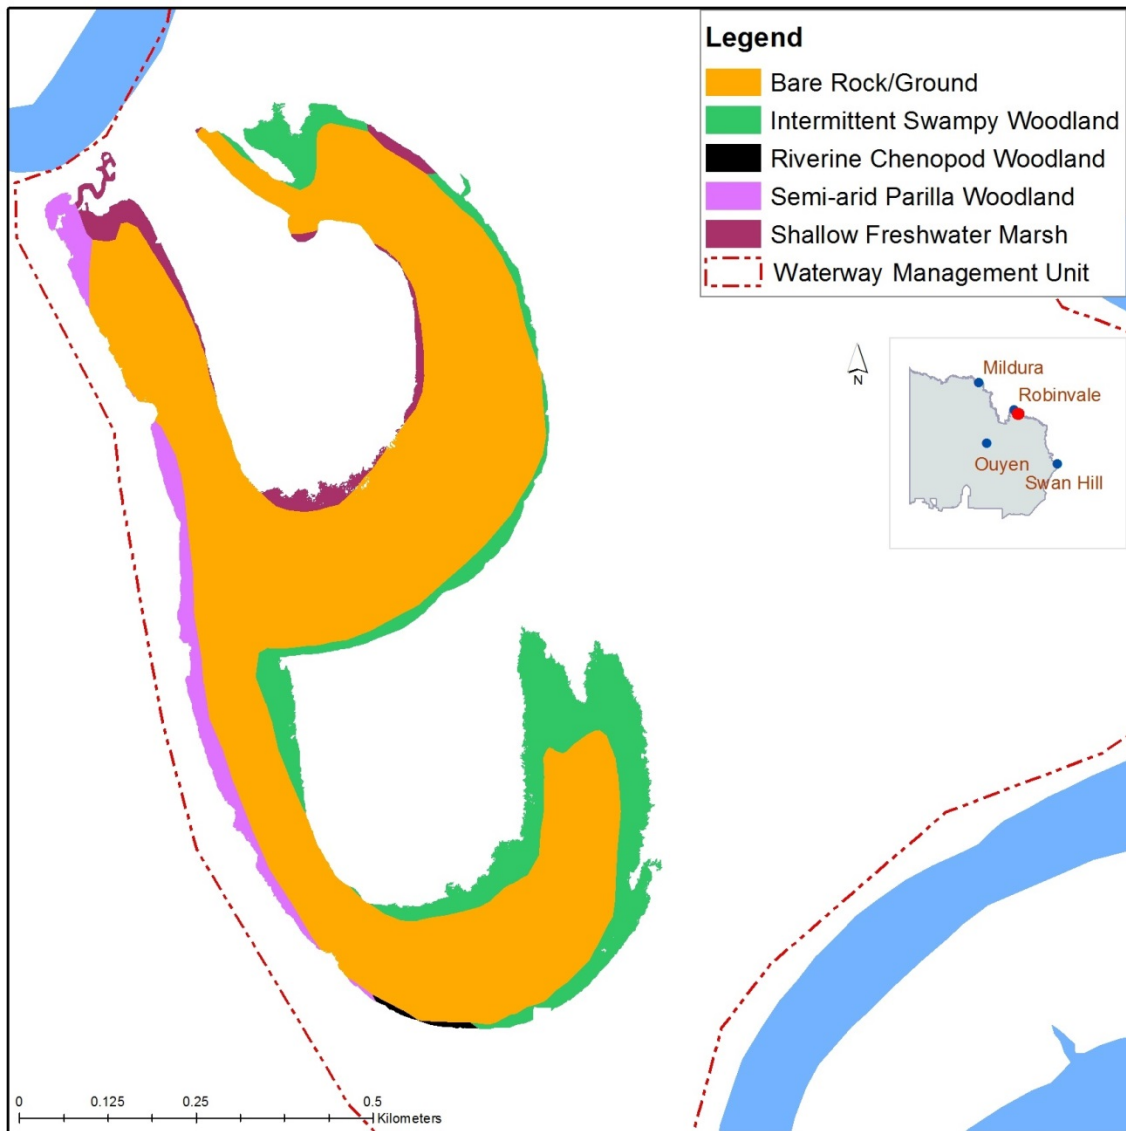 Legend
Bare Rock/Ground
Intermittent Swampy Woodland
Riverine Chenopod Woodland
Semi-arid Parilla Woodland
Shallow Freshwater Marsh
Waterway Management Unit
N
Mildura
Robinvale
Ouyen
Swan Hill
0 0.125 0.25 0.5
Kilometers